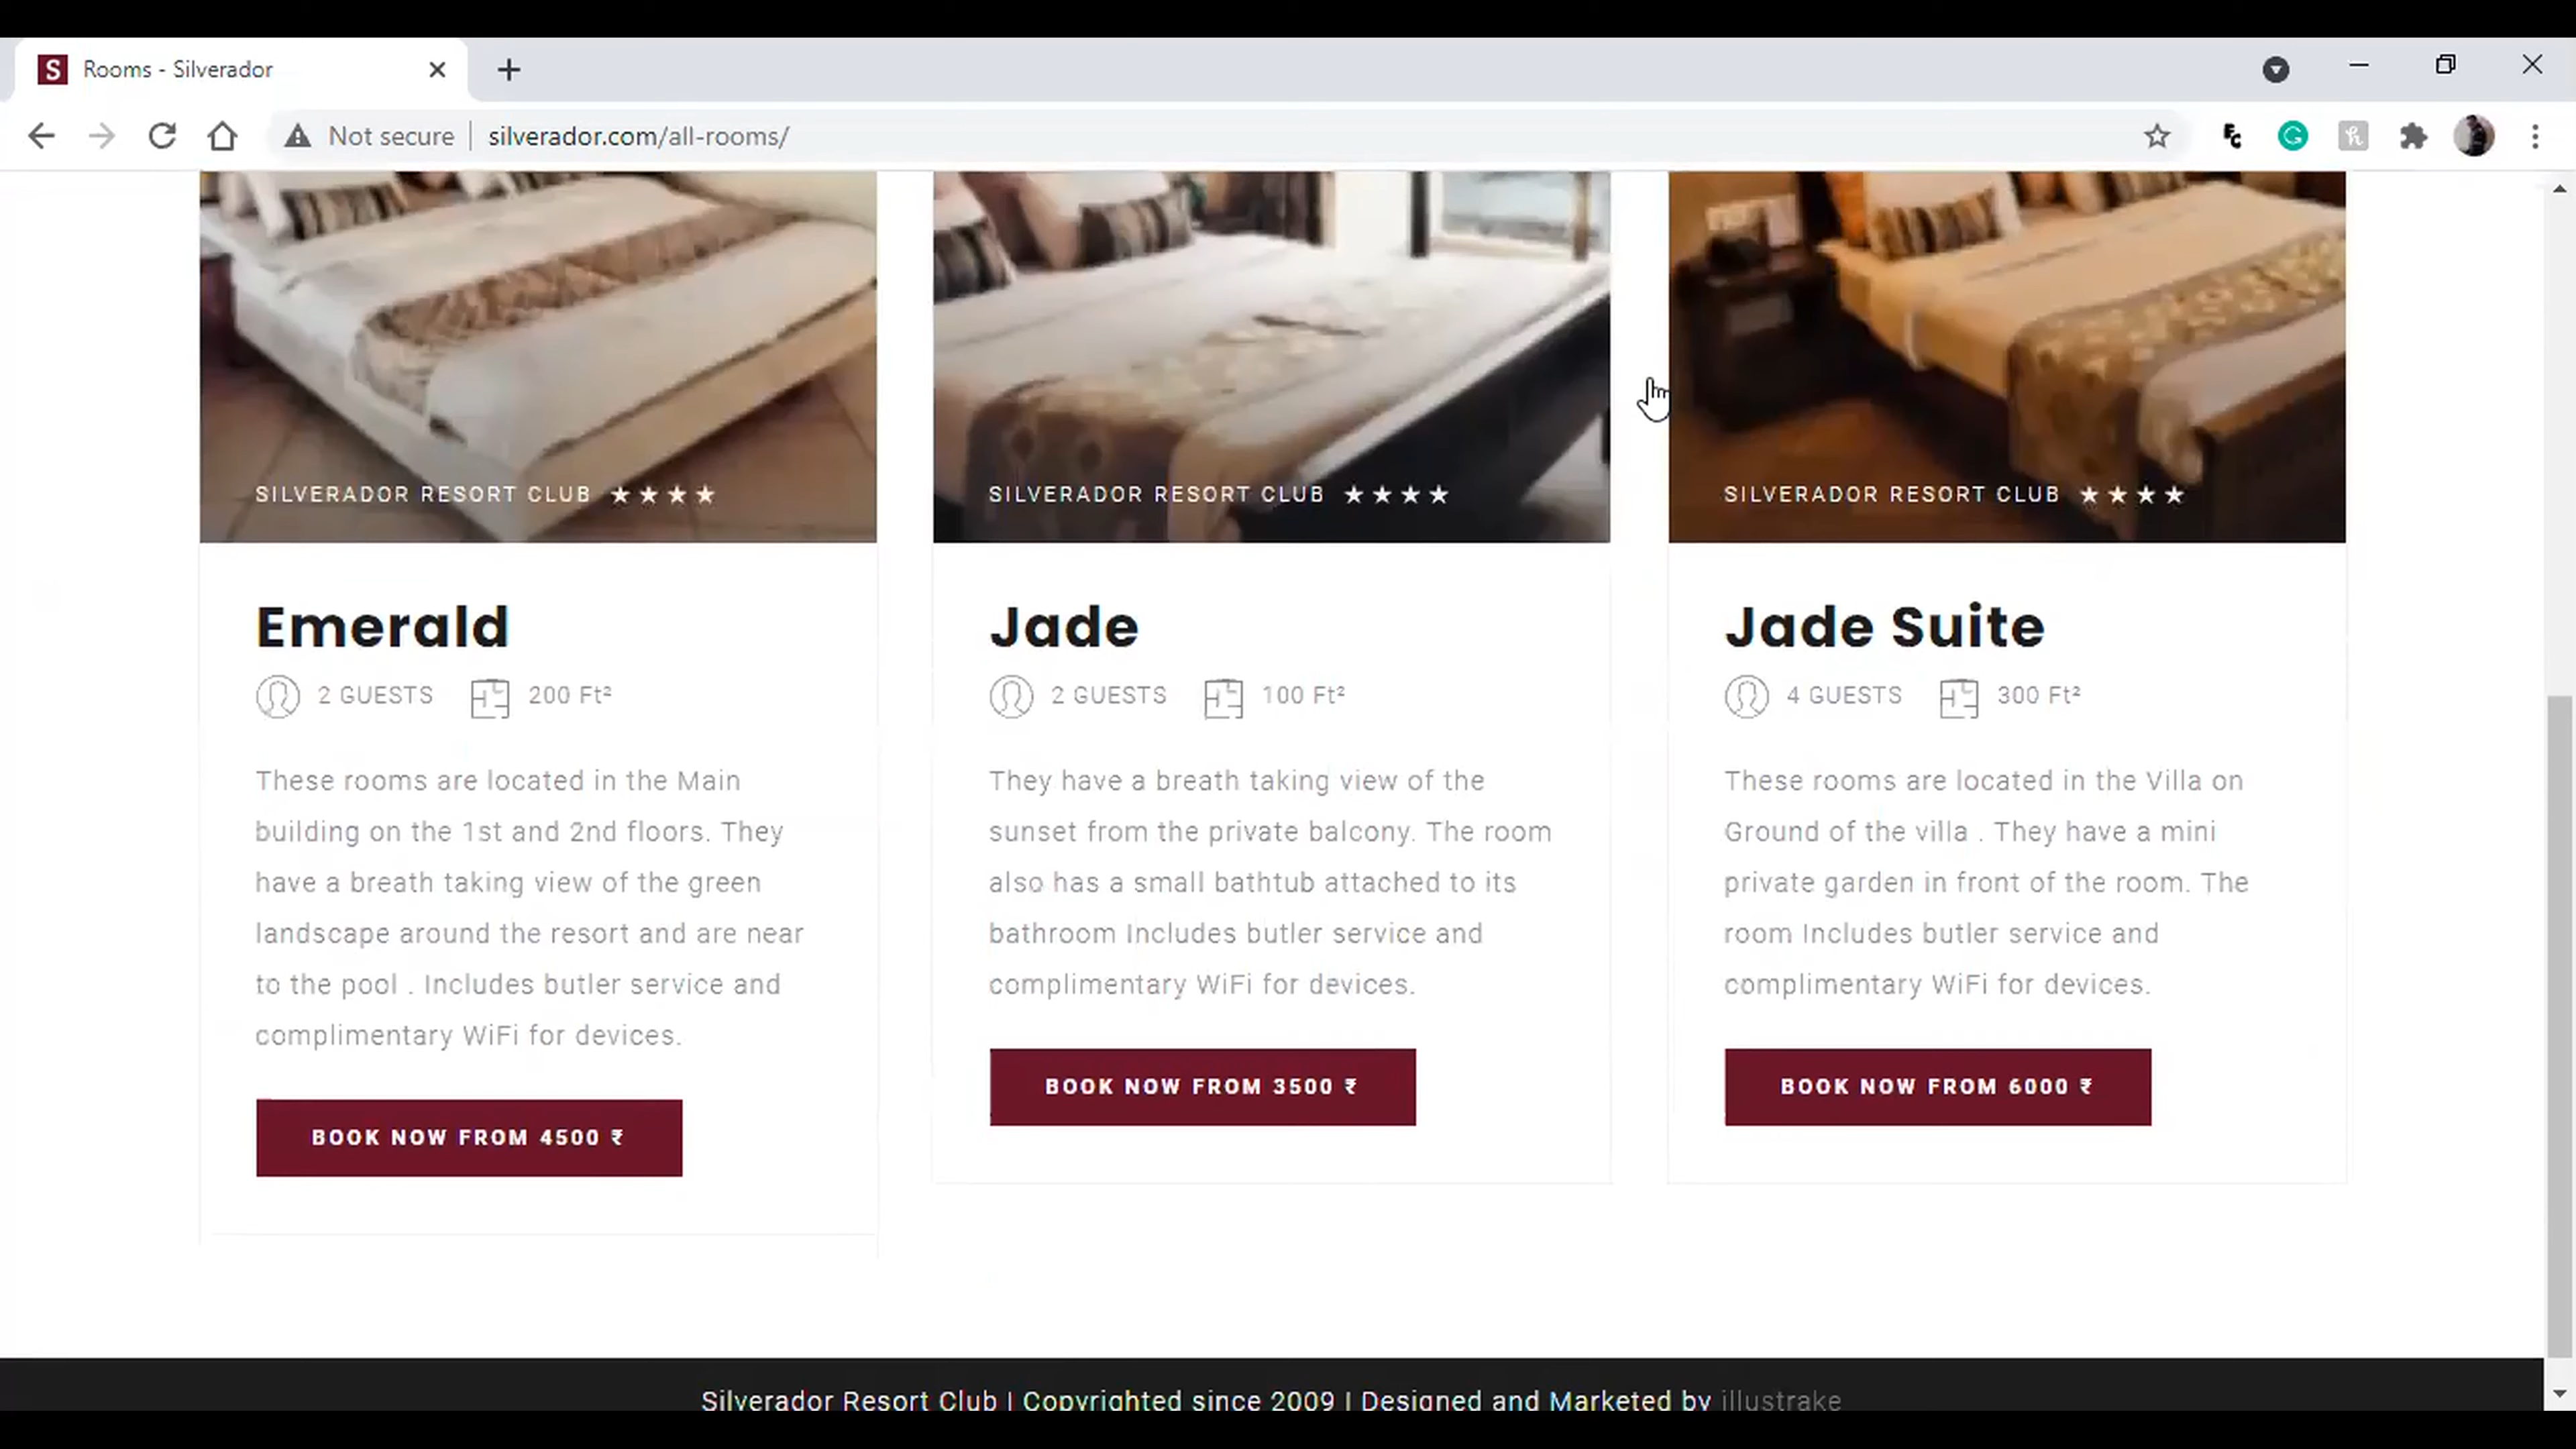 S Rooms - Silverador
Not secure silverador.com/all-rooms/
SILVERADOR RESORT CLUB ★★★★
Emerald
2 GUESTS 200 Ft²
These rooms are located in the Main
building on the 1st and 2nd floors. They
have a breath taking view of the green
landscape around the resort and are near
to the pool . Includes butler service and
complimentary WiFi for devices.
BOOK NOW FROM 4500 ₹
SILVERADOR RESORT CLUB ★★★★
Jade
2 GUESTS 100 Ft²
They have a breath taking view of the
sunset from the private balcony. The room
also has a small bathtub attached to its
bathroom Includes butler service and
complimentary WiFi for devices.
BOOK NOW FROM 3500 ₹
SILVERADOR RESORT CLUB ★★★★
Jade Suite
4 GUESTS 300 Ft²
These rooms are located in the Villa on
Ground of the villa . They have a mini
private garden in front of the room. The
room Includes butler service and
complimentary WiFi for devices.
BOOK NOW FROM 6000 ₹
Silverador Resort Club | Copyrighted since 2009 | Designed and Marketed by illustrake